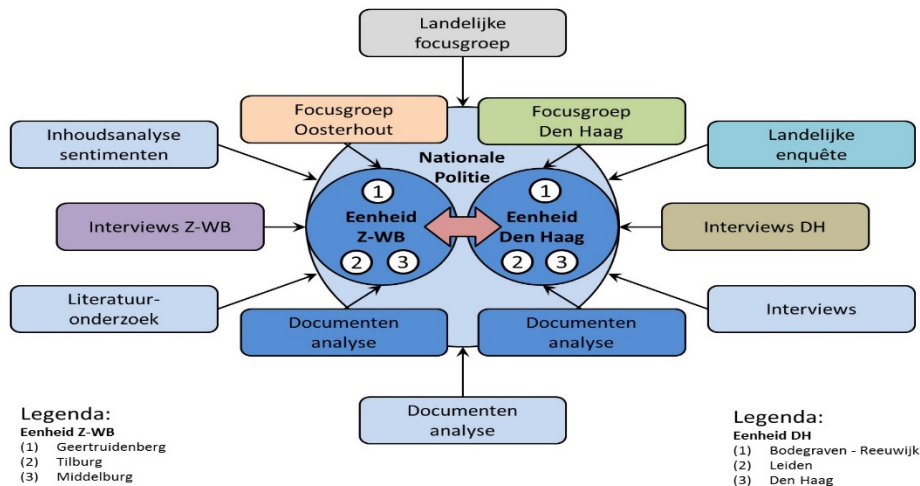 Landelijke
focusgroep
Focusgroep
Oosterhout
Focusgroep
Den Haag
Inhoudsanalyse
sentimenten
Landelijke
enquête
Nationale
Politie
1
1
Eenheid
Z-WB
Eenheid
Den Haag
Interviews Z-WB
Interviews DH
2
3
2
3
Literatuur-
onderzoek
Interviews
Documenten
analyse
Documenten
analyse
Documenten
analyse
Legenda:
Eenheid Z-WB
(1) Geertruidenberg
(2) Tilburg
(3) Middelburg
Legenda:
Eenheid DH
(1) Bodegraven - Reeuwijk
(2) Leiden
(3) Den Haag